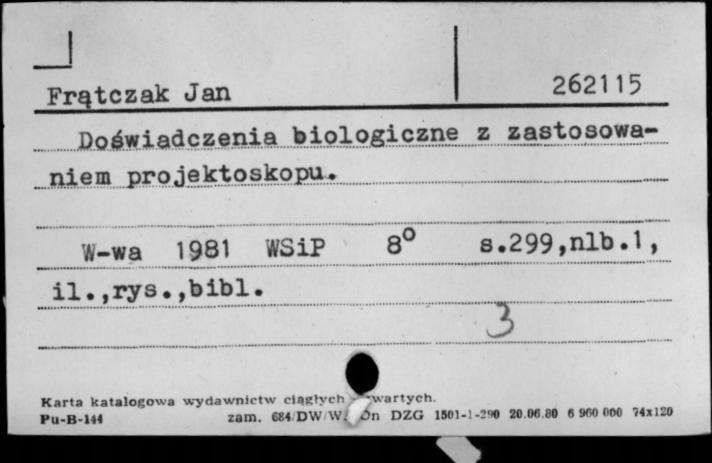 Frątczak Jan 262115
Doświadczenia biologiczne z zastosowa-
niem projektoskopu.
W-wa 1981 WSiP 8° s.299,nlb.1,
il.,rys.,bibl.
3
Karta katalogowa wydawnictw ciągłych wartych.
Pu-B-144 zam. 684/DW/W. DZG 1501-1-290 20.06.80 6 960 000 74x120